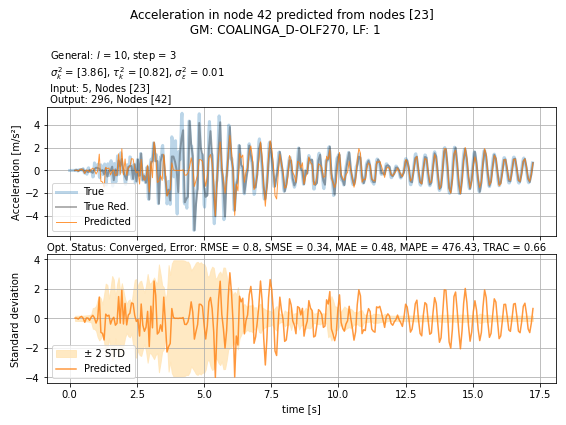 Acceleration in node 42 predicted from nodes [23]
GM: COALINGA_D-OLF270, LF: 1
General: l = 10, step = 3
σ²ₖ = [3.86], τ²ₖ = [0.82], σ²ε = 0.01
Input: 5, Nodes [23]
Output: 296, Nodes [42]
Acceleration [m/s²]
4
2
0
−2
−4
True
True Red.
Predicted
Opt. Status: Converged, Error: RMSE = 0.8, SMSE = 0.34, MAE = 0.48, MAPE = 476.43, TRAC = 0.66
Standard deviation
4
2
0
−2
−4
± 2 STD
Predicted
0.0 2.5 5.0 7.5 10.0 12.5 15.0 17.5
time [s]